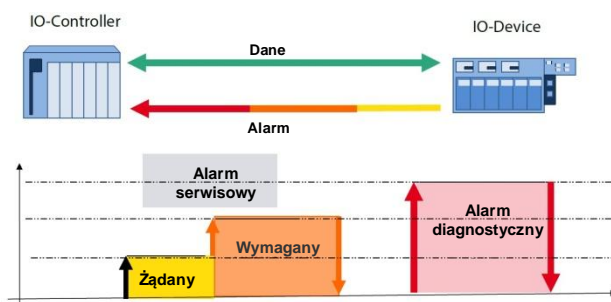 IO-Controller
IO-Device
Dane
Alarm
Alarm
serwisowy
Alarm
diagnostyczny
Wymagany
Żądany